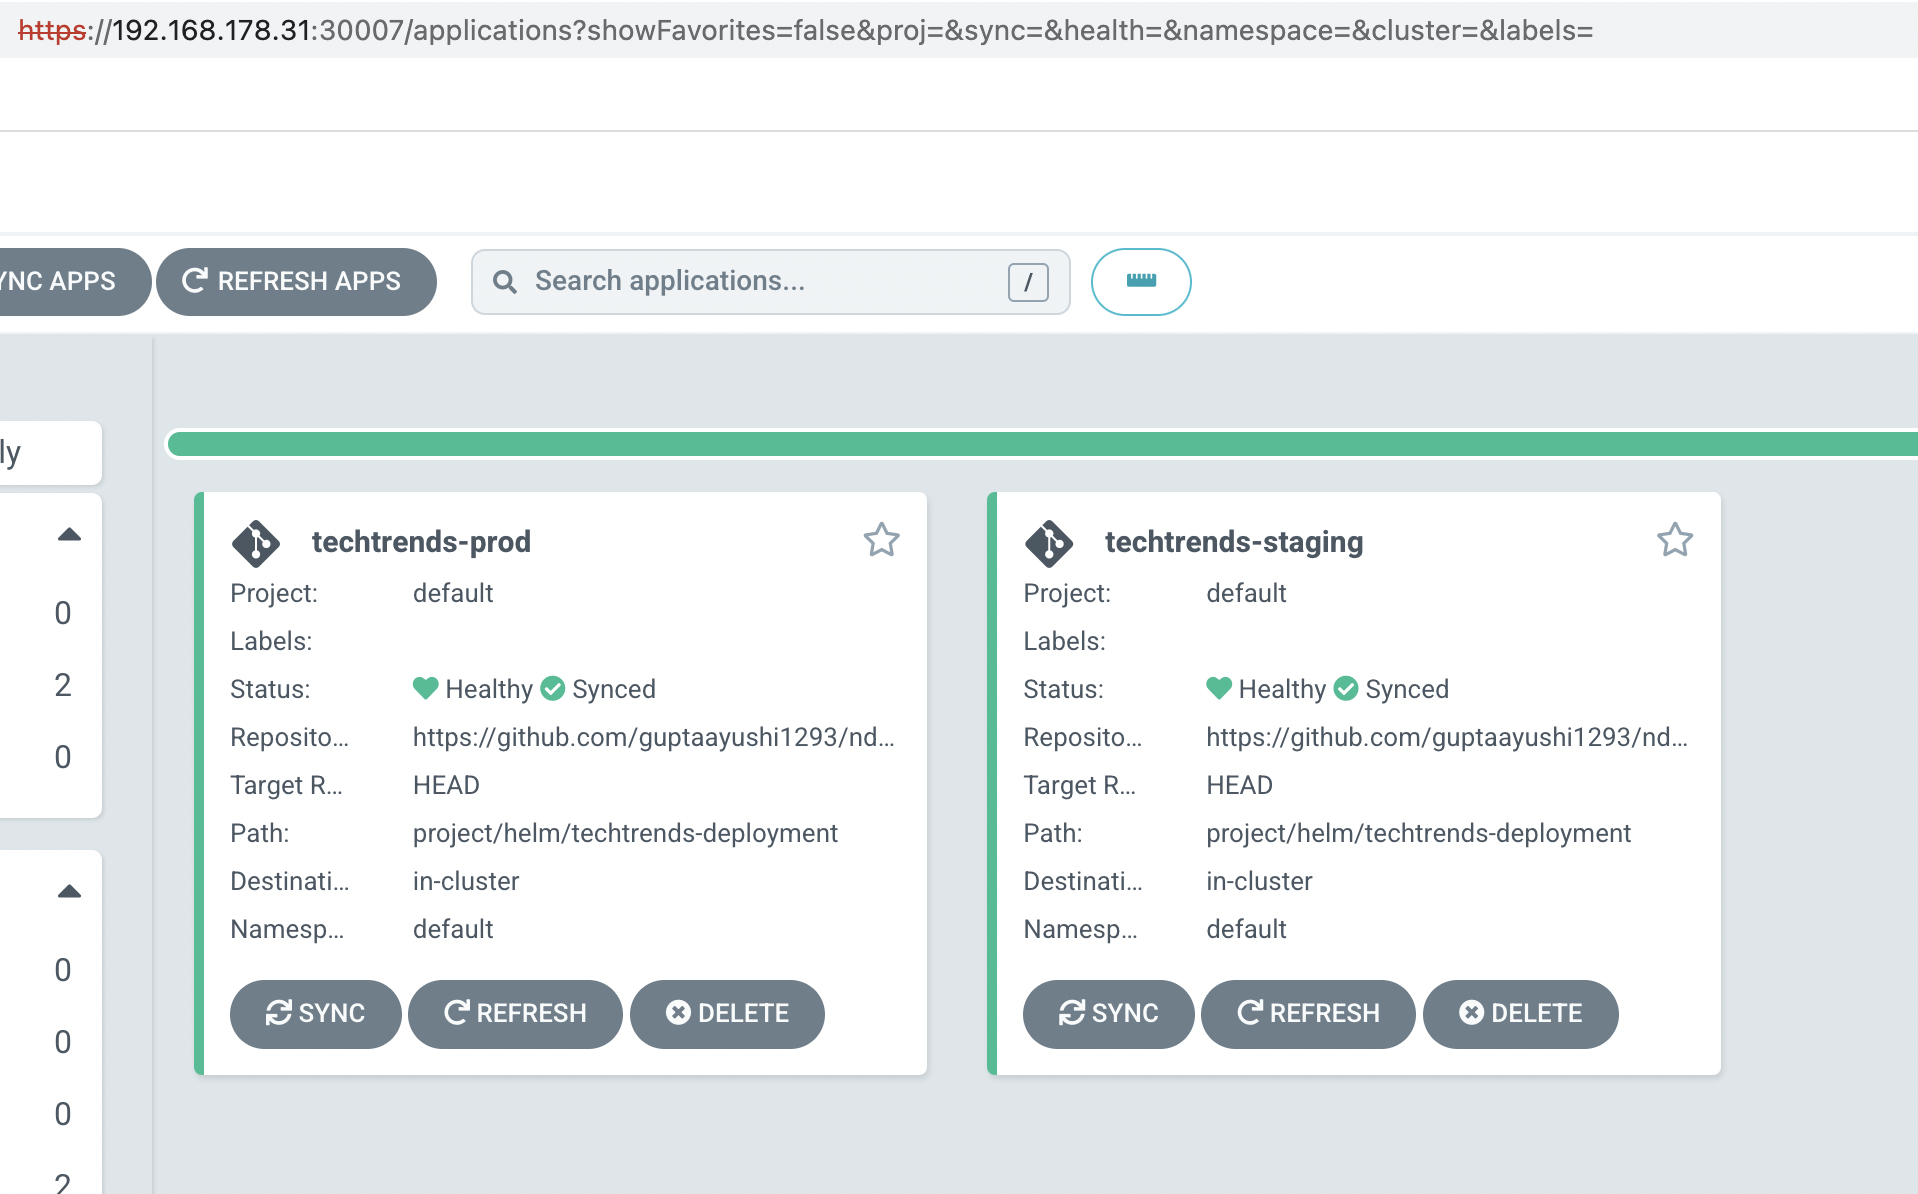 https://192.168.178.31:30007/applications?showFavorites=false&proj=&sync=&health=&namespace=&cluster=&labels=
YNC APPS REFRESH APPS Search applications... /
ly
0
2
0
0
0
0
2
techtrends-prod
Project: default
Labels:
Status: Healthy Synced
Reposito... https://github.com/guptaayushi1293/nd...
Target R... HEAD
Path: project/helm/techtrends-deployment
Destinati... in-cluster
Namesp... default
SYNC REFRESH DELETE
techtrends-staging
Project: default
Labels:
Status: Healthy Synced
Reposito... https://github.com/guptaayushi1293/nd...
Target R... HEAD
Path: project/helm/techtrends-deployment
Destinati... in-cluster
Namesp... default
SYNC REFRESH DELETE